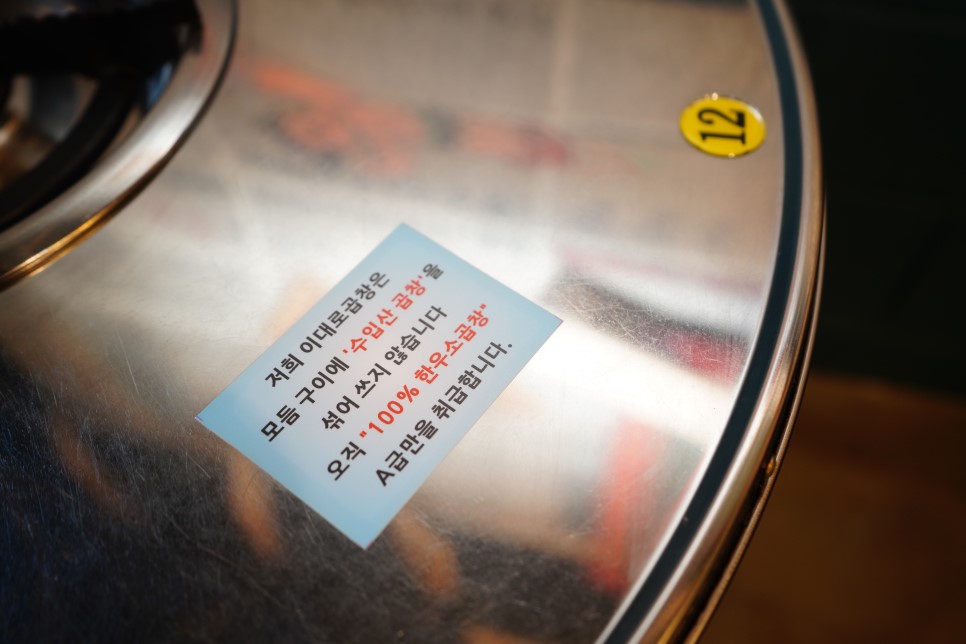 12
저희 이대로곱창은
모든 구이에 '수입산 곱창'을
섞어 쓰지 않습니다
오직 "100% 한우소곱창"
A급만을 취급합니다.